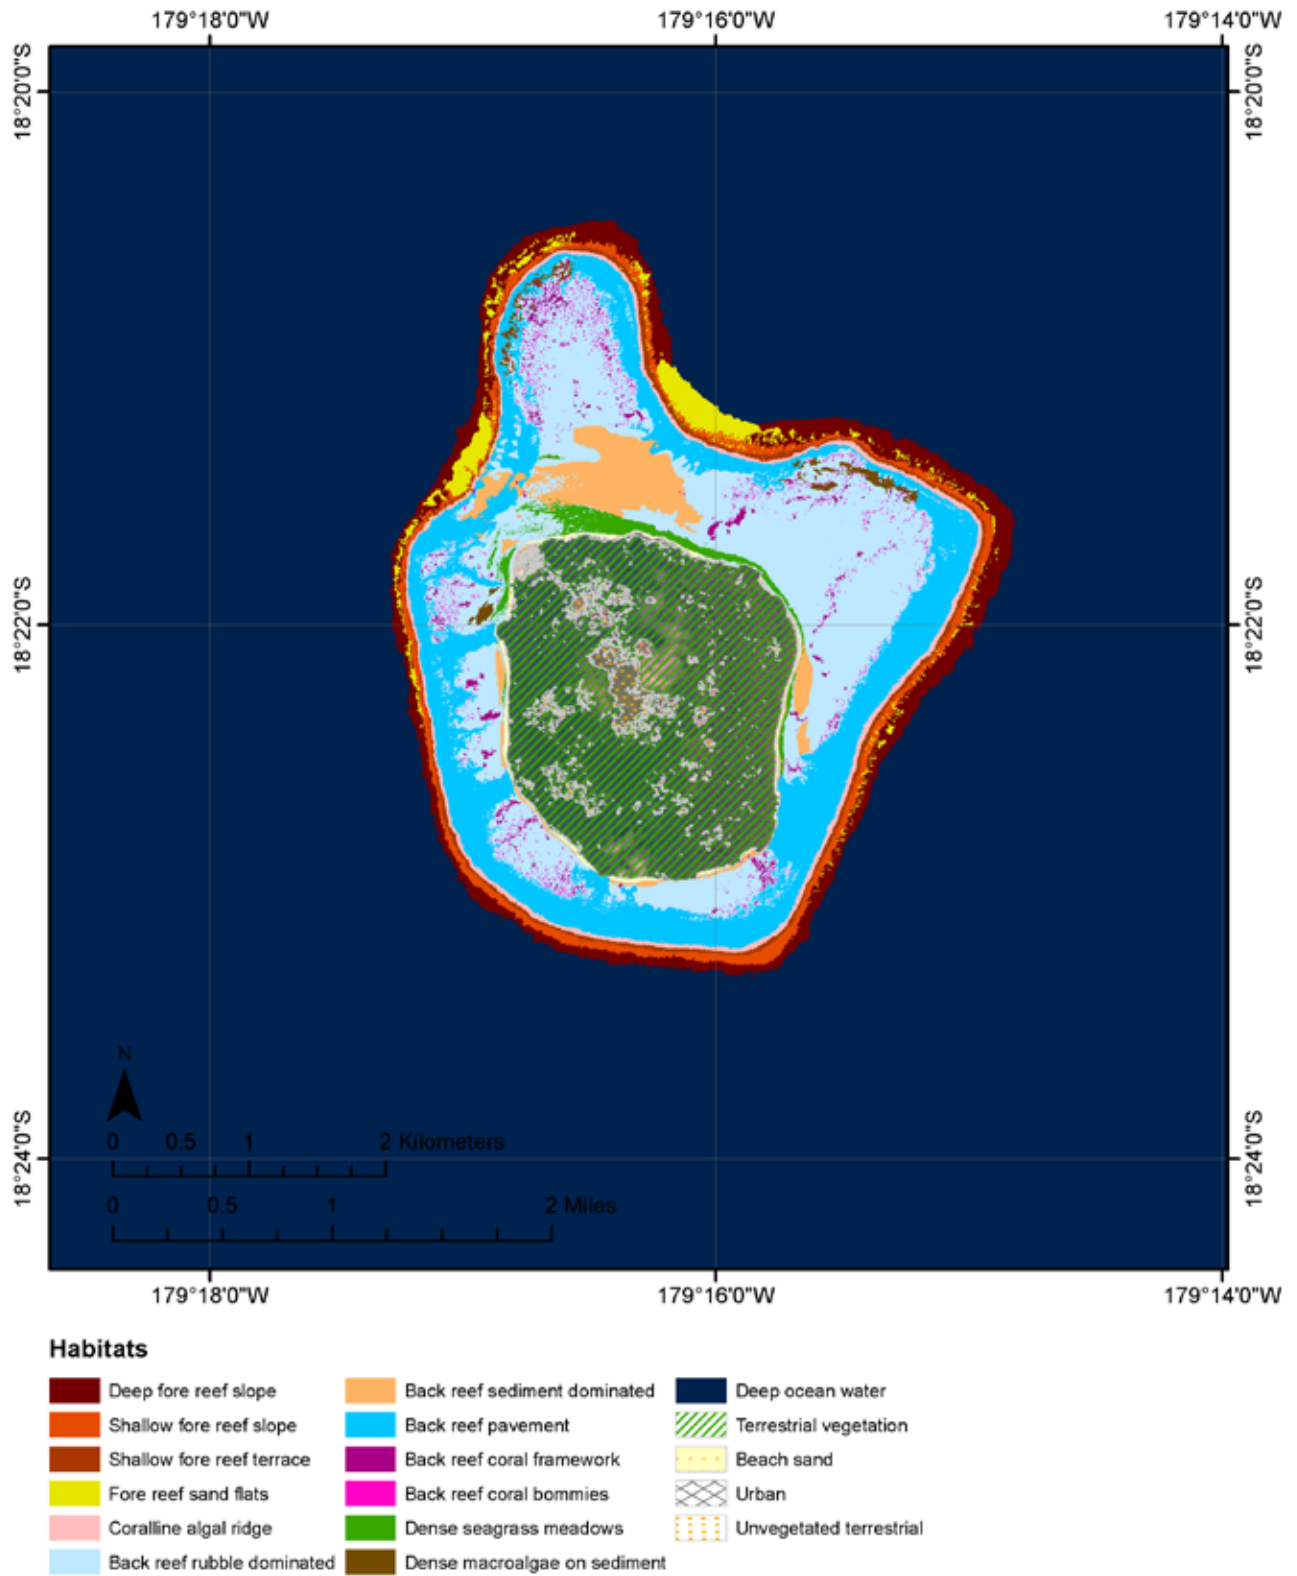 179°18'0"W 179°16'0"W 179°14'0"W
18°20'0"S 18°20'0"S
18°22'0"S 18°22'0"S
N
0 0.5 1 2 Kilometers
18°24'0"S 18°24'0"S
0 0.5 1 2 Miles
179°18'0"W 179°16'0"W 179°14'0"W
Habitats
Deep fore reef slope
Shallow fore reef slope
Shallow fore reef terrace
Fore reef sand flats
Coralline algal ridge
Back reef rubble dominated
Back reef sediment dominated
Back reef pavement
Back reef coral framework
Back reef coral bommies
Dense seagrass meadows
Dense macroalgae on sediment
Deep ocean water
Terrestrial vegetation
Beach sand
Urban
Unvegetated terrestrial